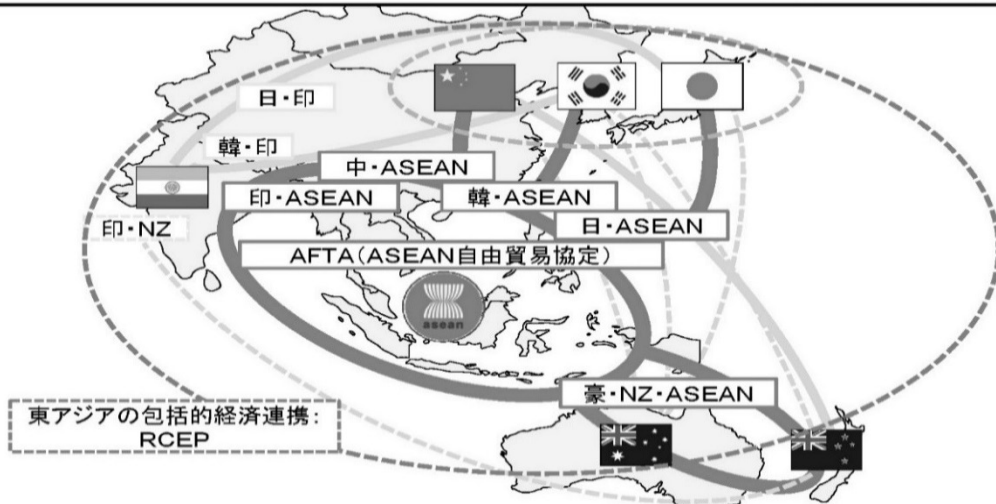 日・印
韓・印
中・ASEAN
印・ASEAN
韓・ASEAN
印・NZ
日・ASEAN
AFTA(ASEAN自由貿易協定)
asean
豪・NZ・ASEAN
東アジアの包括的経済連携:
RCEP